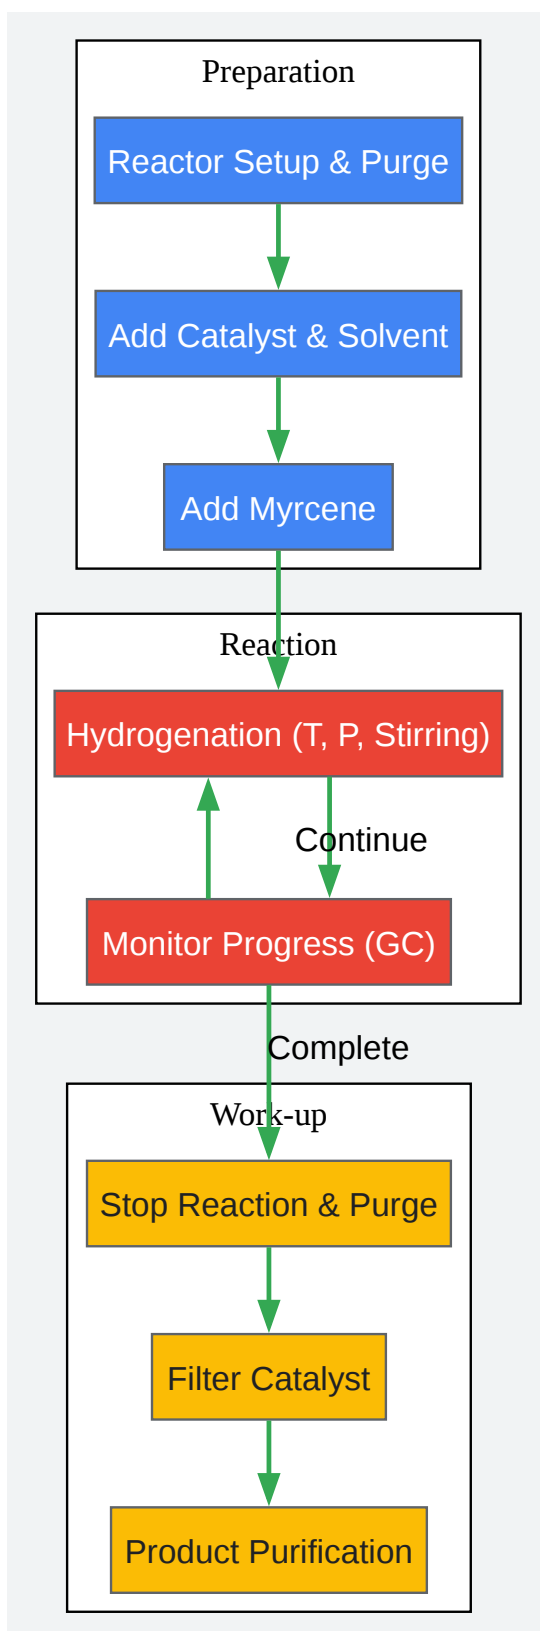 Preparation
Reactor Setup & Purge
Add Catalyst & Solvent
Add Myrcene
Reaction
Hydrogenation (T, P, Stirring)
Continue
Monitor Progress (GC)
Complete
Work-up
Stop Reaction & Purge
Filter Catalyst
Product Purification